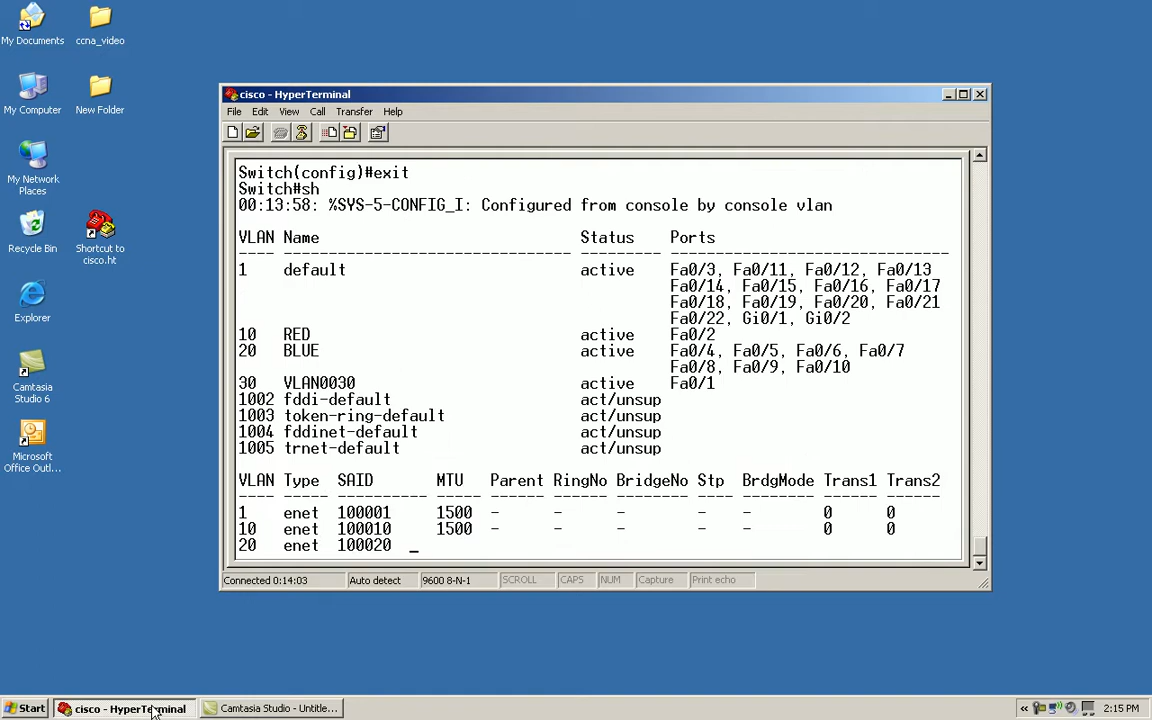 My Documents
ccna_video
My Computer
New Folder
My Network
Places
Recycle Bin
Shortcut to
cisco.ht
Explorer
Camtasia
Studio 6
Microsoft
Office Outl...
cisco - HyperTerminal
File Edit View Call Transfer Help
Switch(config)#exit
Switch#sh
00:13:58: %SYS-5-CONFIG_I: Configured from console by console vlan
VLAN Name Status Ports
---- -------------------------------- --------- -------------------------------
1 default active Fa0/3, Fa0/11, Fa0/12, Fa0/13
Fa0/14, Fa0/15, Fa0/16, Fa0/17
Fa0/18, Fa0/19, Fa0/20, Fa0/21
Fa0/22, Gi0/1, Gi0/2
10 RED active Fa0/2
20 BLUE active Fa0/4, Fa0/5, Fa0/6, Fa0/7
Fa0/8, Fa0/9, Fa0/10
30 VLAN0030 active Fa0/1
1002 fddi-default act/unsup
1003 token-ring-default act/unsup
1004 fddinet-default act/unsup
1005 trnet-default act/unsup
VLAN Type SAID MTU Parent RingNo BridgeNo Stp BrdgMode Trans1 Trans2
---- ----- ---------- ----- ------ ------ -------- ---- -------- ------ ------
1 enet 100001 1500 - - - - - 0 0
10 enet 100010 1500 - - - - - 0 0
20 enet 100020 _
Connected 0:14:03 Auto detect 9600 8-N-1 SCROLL CAPS NUM Capture Print echo
Start cisco - HyperTerminal Camtasia Studio - Untitle... « 2:15 PM